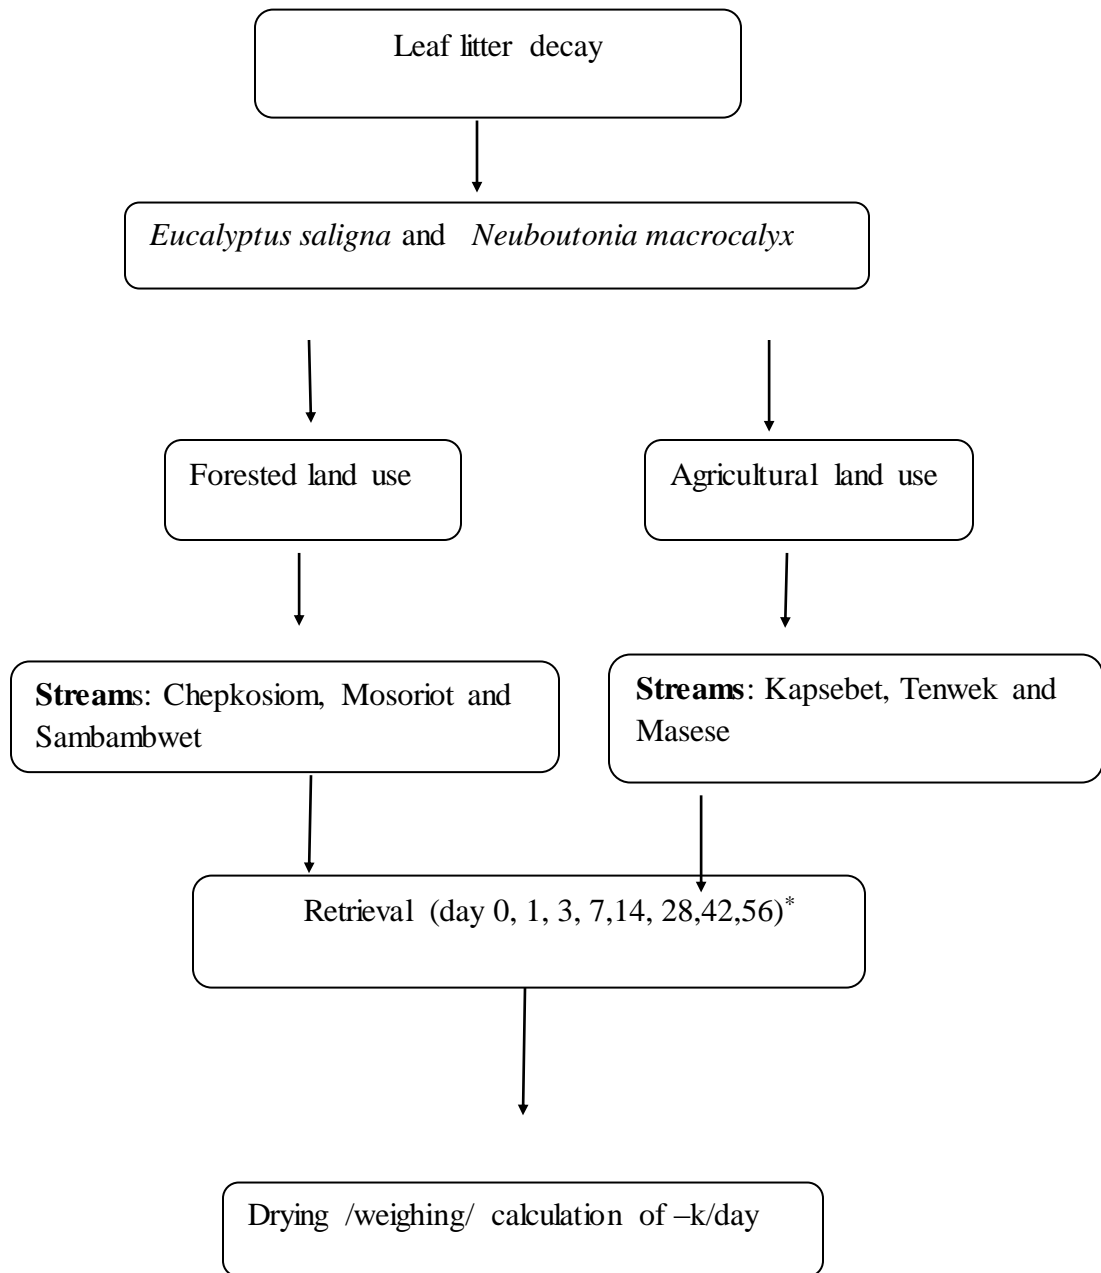 Leaf litter decay
Eucalyptus saligna and Neuboutonia macrocalyx
Forested land use
Agricultural land use
Streams: Chepkosiom, Mosoriot and
Sambambwet
Streams: Kapsebet, Tenwek and
Masese
Retrieval (day 0, 1, 3, 7,14, 28,42,56)*
Drying /weighing/ calculation of –k/day